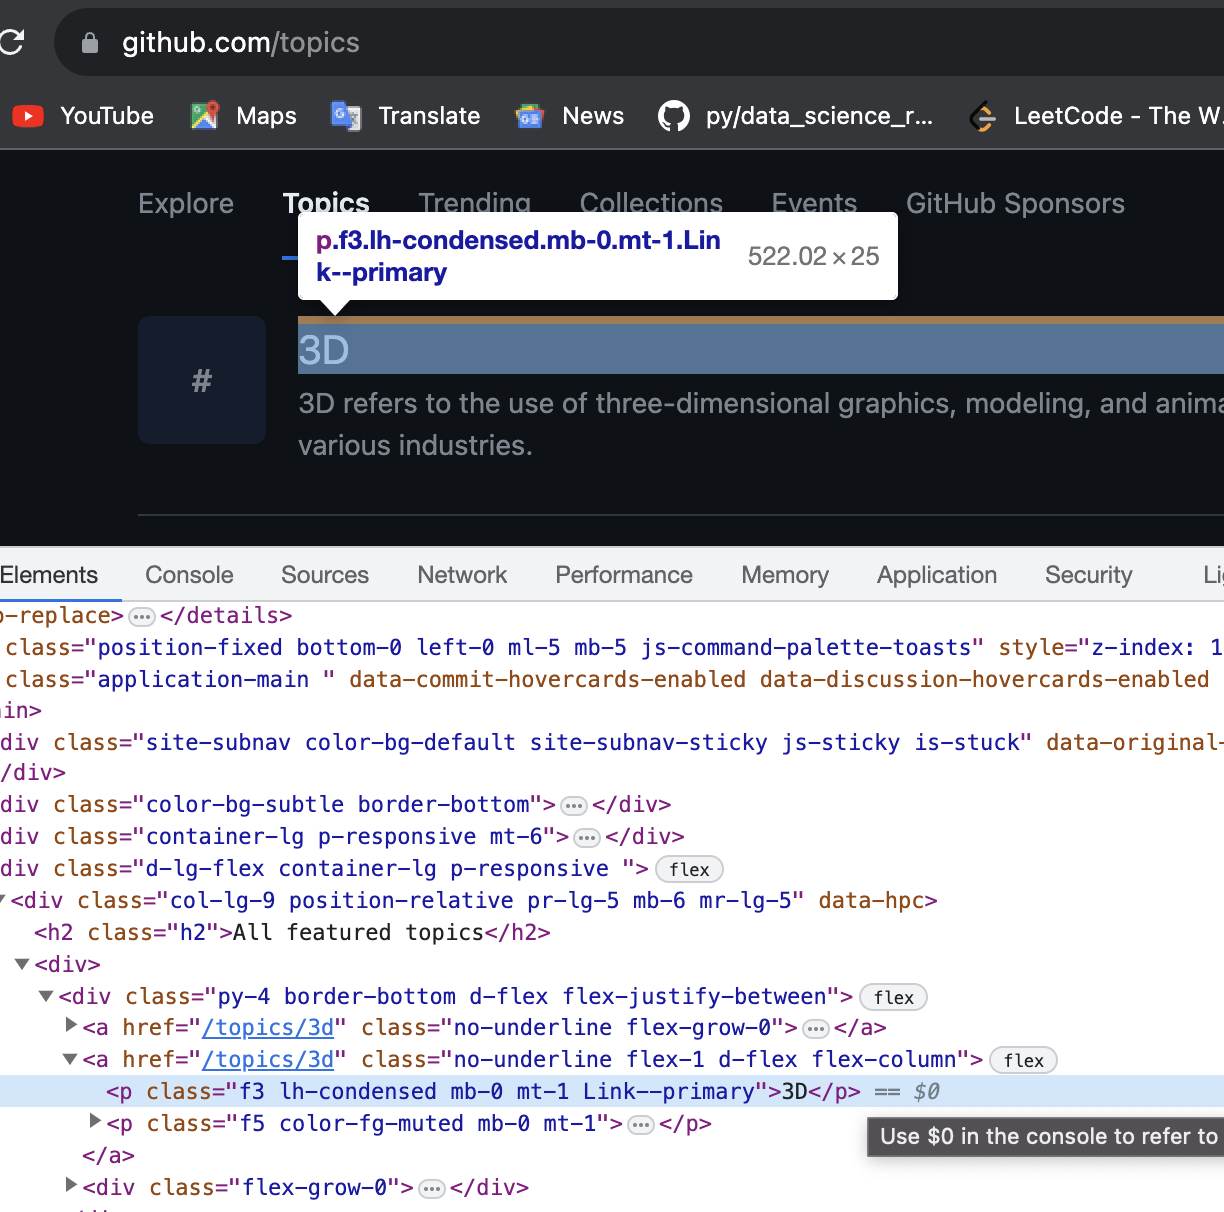 github.com/topics
YouTube Maps Translate News py/data_science_r... LeetCode - The W
Explore Topics Trending Collections Events GitHub Sponsors
p.f3.lh-condensed.mb-0.mt-1.Lin
k--primary
522.02 × 25
#
3D
3D refers to the use of three-dimensional graphics, modeling, and anima
various industries.
Elements Console Sources Network Performance Memory Application Security Li
o-replace> ••• </details>
class="position-fixed bottom-0 left-0 ml-5 mb-5 js-command-palette-toasts" style="z-index: 1
class="application-main " data-commit-hovercards-enabled data-discussion-hovercards-enabled
in>
div class="site-subnav color-bg-default site-subnav-sticky js-sticky is-stuck" data-original-
/div>
div class="color-bg-subtle border-bottom"> ••• </div>
div class="container-lg p-responsive mt-6"> ••• </div>
div class="d-lg-flex container-lg p-responsive "> flex
<div class="col-lg-9 position-relative pr-lg-5 mb-6 mr-lg-5" data-hpc>
<h2 class="h2">All featured topics</h2>
<div>
<div class="py-4 border-bottom d-flex flex-justify-between"> flex
<a href="/topics/3d" class="no-underline flex-grow-0"> ••• </a>
<a href="/topics/3d" class="no-underline flex-1 d-flex flex-column"> flex
<p class="f3 lh-condensed mb-0 mt-1 Link--primary">3D</p> == $0
<p class="f5 color-fg-muted mb-0 mt-1"> ••• </p>
Use $0 in the console to refer to
</a>
<div class="flex-grow-0"> ••• </div>